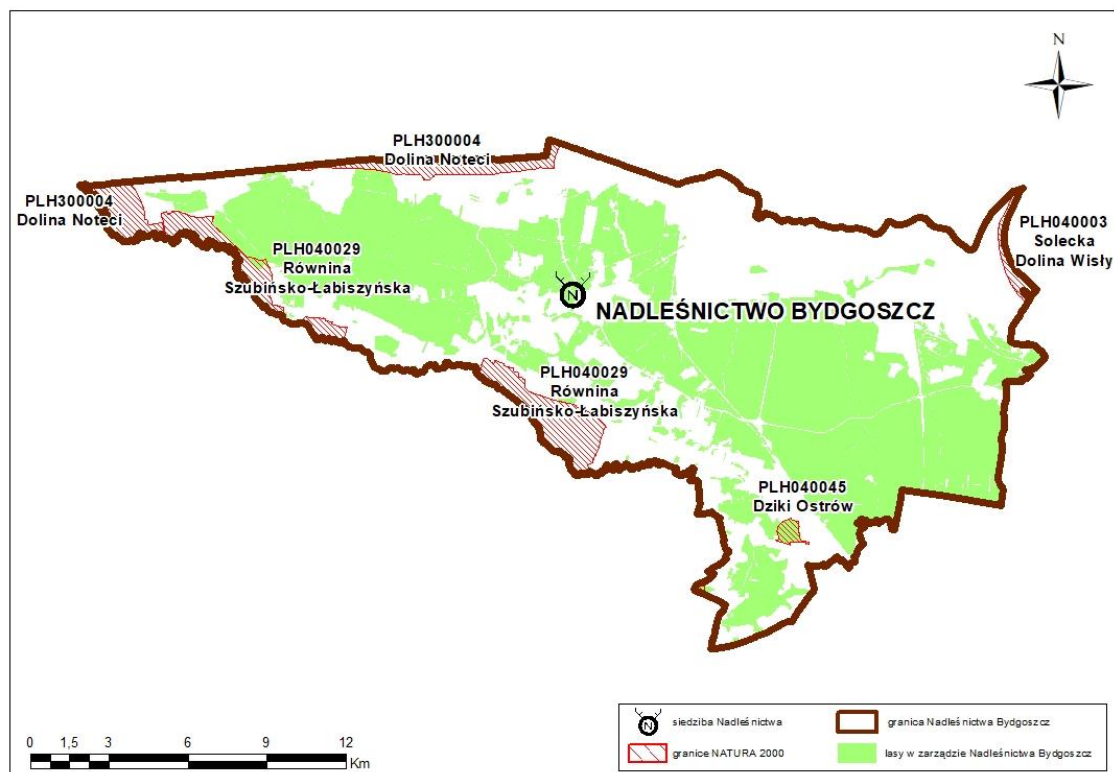 N
PLH300004
Dolina Noteci
PLH300004
Dolina Noteci
PLH040003
Solecka
Dolina Wisły
PLH040029
Równina
Szubińsko-Łabiszyńska
N
NADLEŚNICTWO BYDGOSZCZ
PLH040029
Równina
Szubińsko-Łabiszyńska
PLH040045
Dziki Ostrów
N siedziba Nadleśnictwa
granica Nadleśnictwa Bydgoszcz
granice NATURA 2000
lasy w zarządzie Nadleśnictwa Bydgoszcz
0 1,5 3 6 9 12
Km